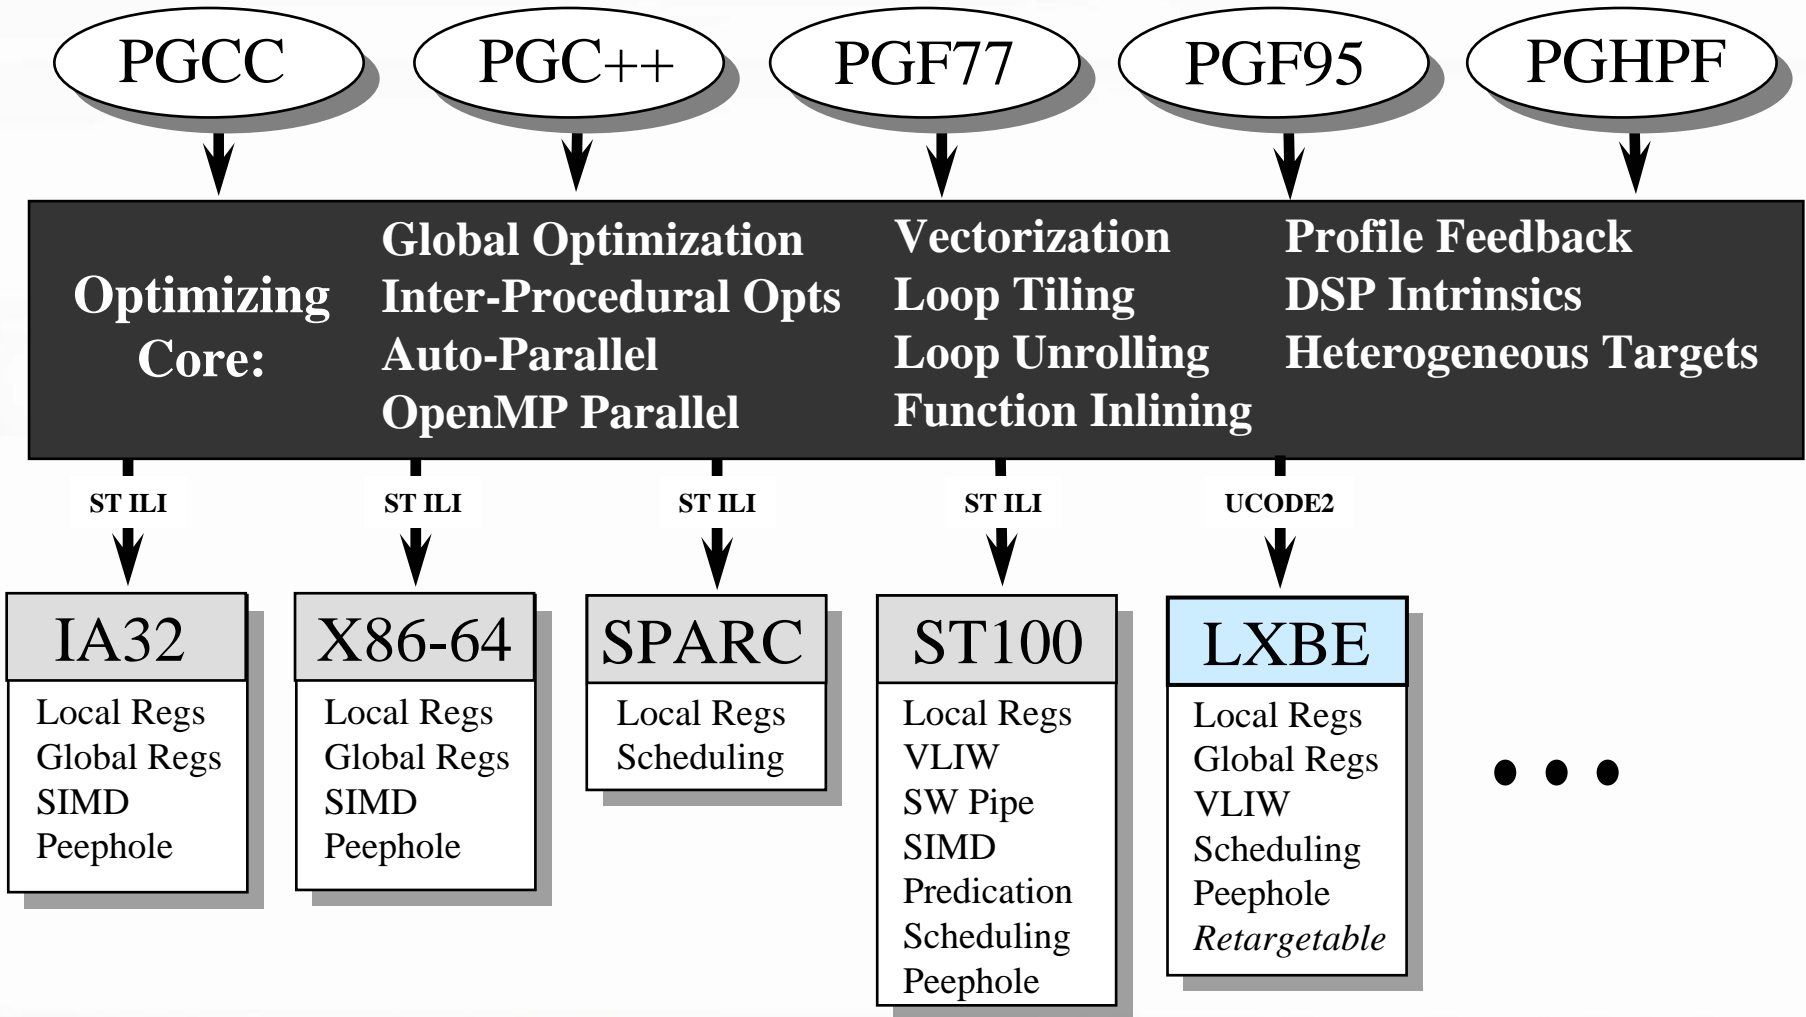 PGCC
PGC++
PGF77
PGF95
PGHPF
Optimizing
Core:
Global Optimization
Inter-Procedural Opts
Auto-Parallel
OpenMP Parallel
Vectorization
Loop Tiling
Loop Unrolling
Function Inlining
Profile Feedback
DSP Intrinsics
Heterogeneous Targets
ST ILI
ST ILI
ST ILI
ST ILI
UCODE2
IA32
Local Regs
Global Regs
SIMD
Peephole
X86-64
Local Regs
Global Regs
SIMD
Peephole
SPARC
Local Regs
Scheduling
ST100
Local Regs
VLIW
SW Pipe
SIMD
Predication
Scheduling
Peephole
LXBE
Local Regs
Global Regs
VLIW
Scheduling
Peephole
Retargetable